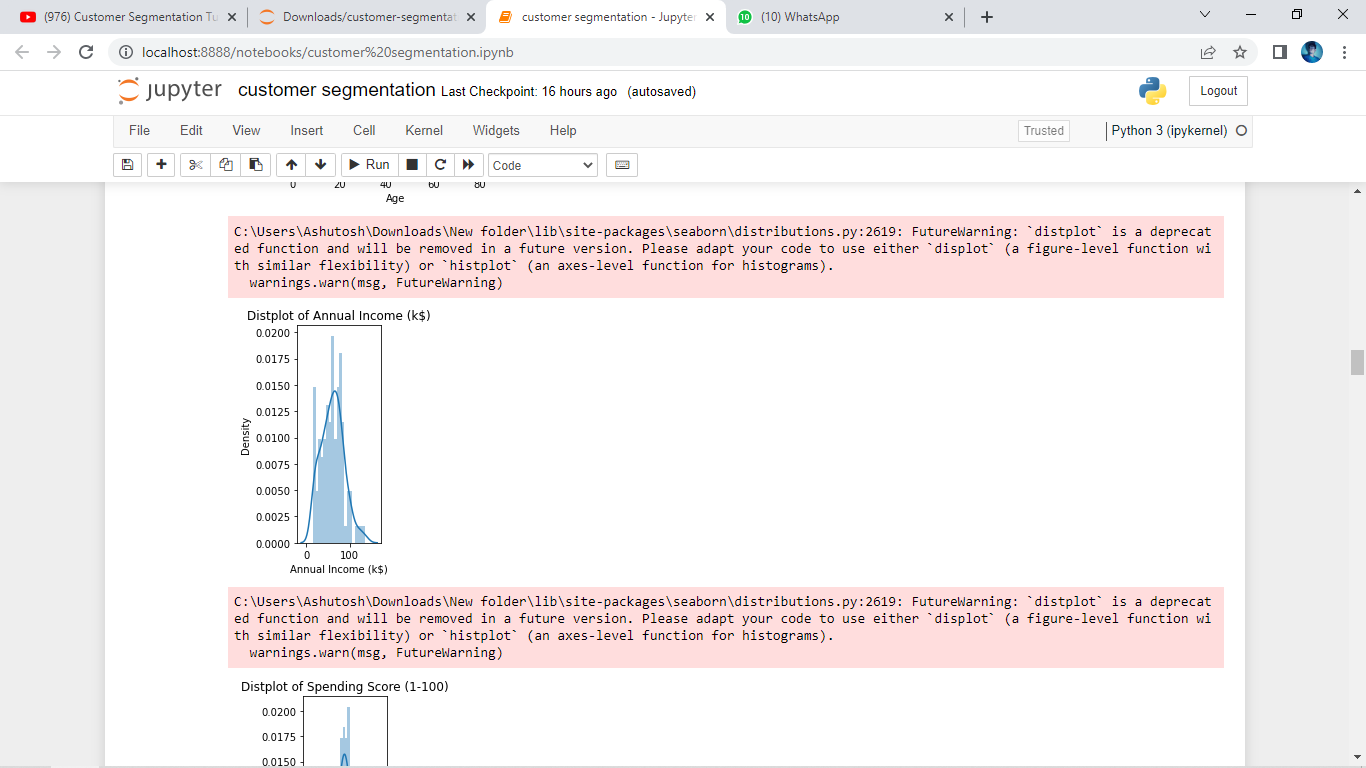 (976) Customer Segmentation Tu
Downloads/customer-segmentat
customer segmentation - Jupyter
10
(10) WhatsApp
localhost:8888/notebooks/customer%20segmentation.ipynb
jupyter
customer segmentation Last Checkpoint: 16 hours ago (autosaved)
Logout
File Edit View Insert Cell Kernel Widgets Help
Trusted
Python 3 (ipykernel)
Run
Code
0 20 40 60 80
Age
C:\Users\Ashutosh\Downloads\New folder\lib\site-packages\seaborn\distributions.py:2619: FutureWarning: `distplot` is a deprecat
ed function and will be removed in a future version. Please adapt your code to use either `displot` (a figure-level function wi
th similar flexibility) or `histplot` (an axes-level function for histograms).
warnings.warn(msg, FutureWarning)
Distplot of Annual Income (k$)
0.0200
0.0175
0.0150
0.0125
0.0100
0.0075
0.0050
0.0025
0.0000
Density
0 100
Annual Income (k$)
C:\Users\Ashutosh\Downloads\New folder\lib\site-packages\seaborn\distributions.py:2619: FutureWarning: `distplot` is a deprecat
ed function and will be removed in a future version. Please adapt your code to use either `displot` (a figure-level function wi
th similar flexibility) or `histplot` (an axes-level function for histograms).
warnings.warn(msg, FutureWarning)
Distplot of Spending Score (1-100)
0.0200
0.0175
0.0150